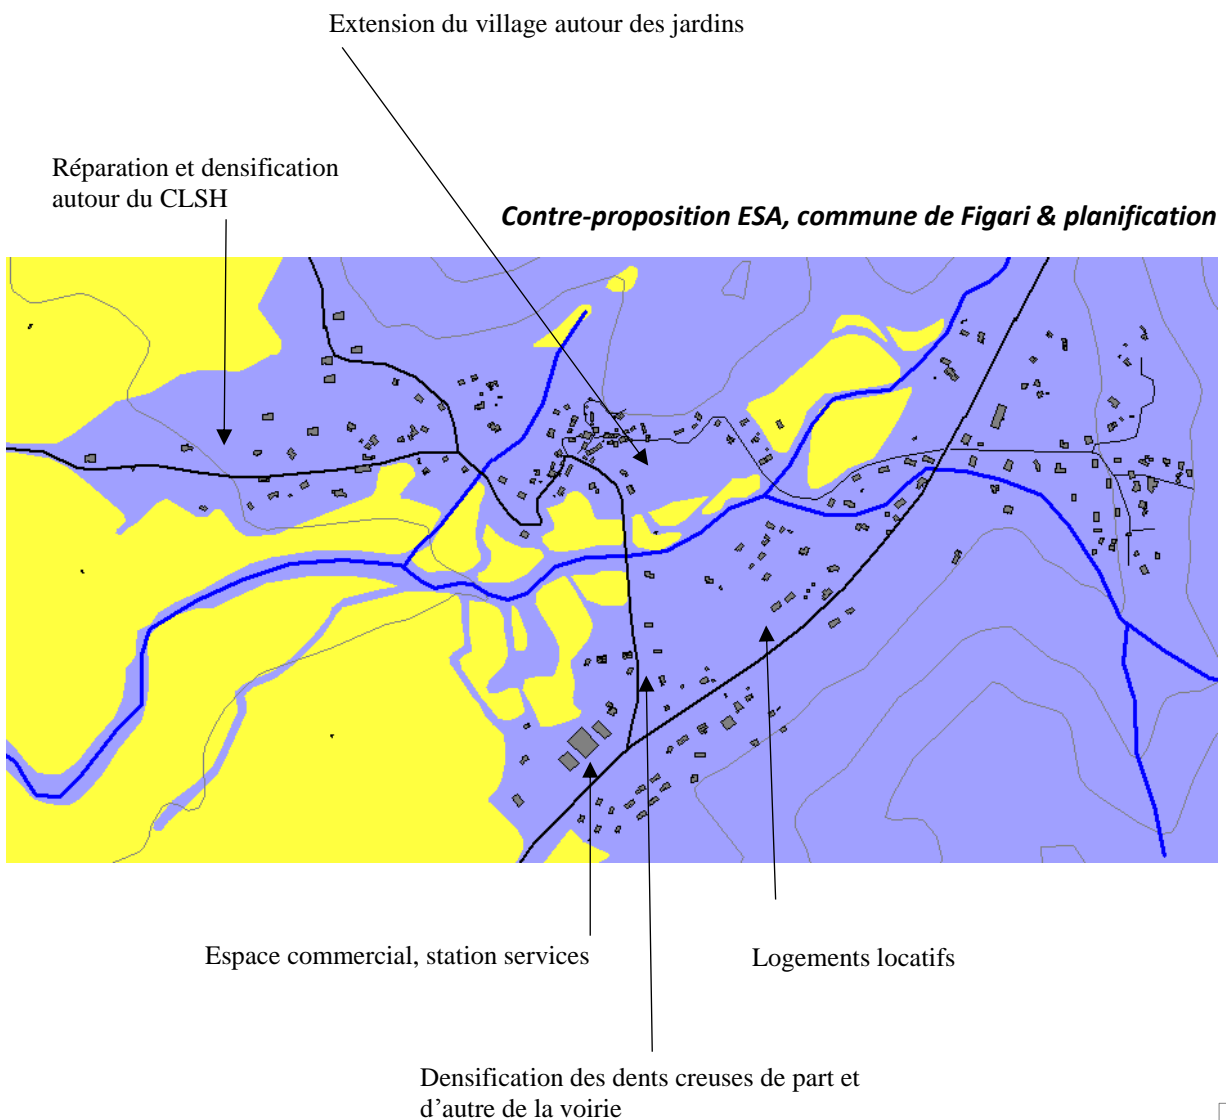 Extension du village autour des jardins
Réparation et densification
autour du CLSH
Contre-proposition ESA, commune de Figari & planification
Espace commercial, station services
Logements locatifs
Densification des dents creuses de part et
d’autre de la voirie